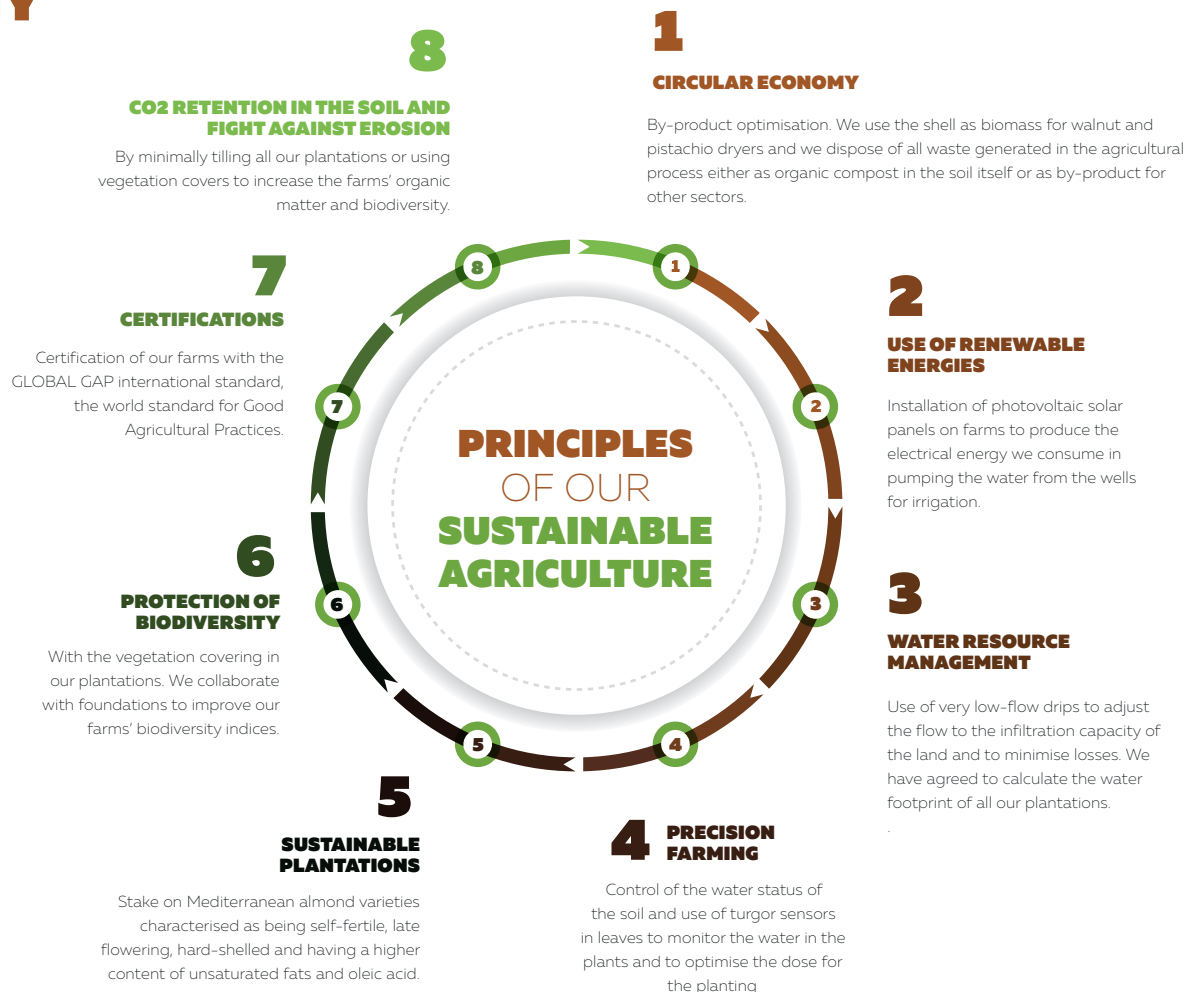 Y
1
CIRCULAR ECONOMY
By-product optimisation. We use the shell as biomass for walnut and
pistachio dryers and we dispose of all waste generated in the agricultural
process either as organic compost in the soil itself or as by-product for
other sectors.
2
USE OF RENEWABLE
ENERGIES
Installation of photovoltaic solar
panels on farms to produce the
electrical energy we consume in
pumping the water from the wells
for irrigation.
3
WATER RESOURCE
MANAGEMENT
Use of very low-flow drips to adjust
the flow to the infiltration capacity of
the land and to minimise losses. We
have agreed to calculate the water
footprint of all our plantations.
.
4
PRECISION
FARMING
Control of the water status of
the soil and use of turgor sensors
in leaves to monitor the water in the
plants and to optimise the dose for
the planting
5
SUSTAINABLE
PLANTATIONS
Stake on Mediterranean almond varieties
characterised as being self-fertile, late
flowering, hard-shelled and having a higher
content of unsaturated fats and oleic acid.
6
PROTECTION OF
BIODIVERSITY
With the vegetation covering in
our plantations. We collaborate
with foundations to improve our
farms' biodiversity indices.
7
CERTIFICATIONS
Certification of our farms with the
GLOBAL GAP international standard,
the world standard for Good
Agricultural Practices.
8
CO2 RETENTION IN THE SOIL AND
FIGHT AGAINST EROSION
By minimally tilling all our plantations or using
vegetation covers to increase the farms' organic
matter and biodiversity.
PRINCIPLES
OF OUR
SUSTAINABLE
AGRICULTURE
1
2
3
4
5
6
7
8